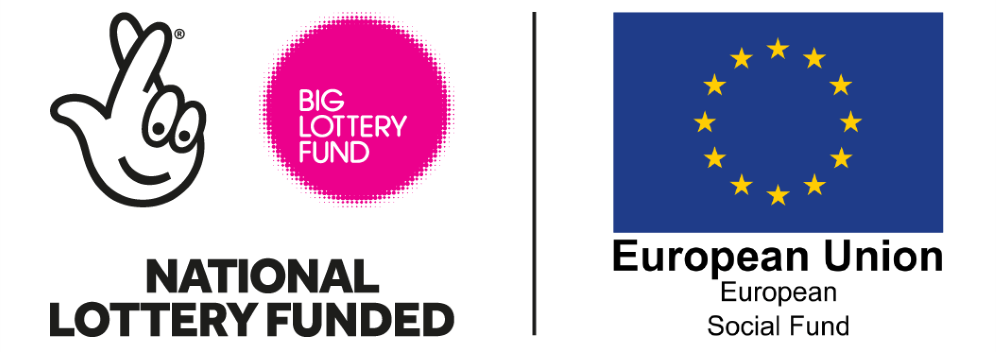 ®
BIG
LOTTERY
FUND
NATIONAL
LOTTERY FUNDED
European Union
European
Social Fund